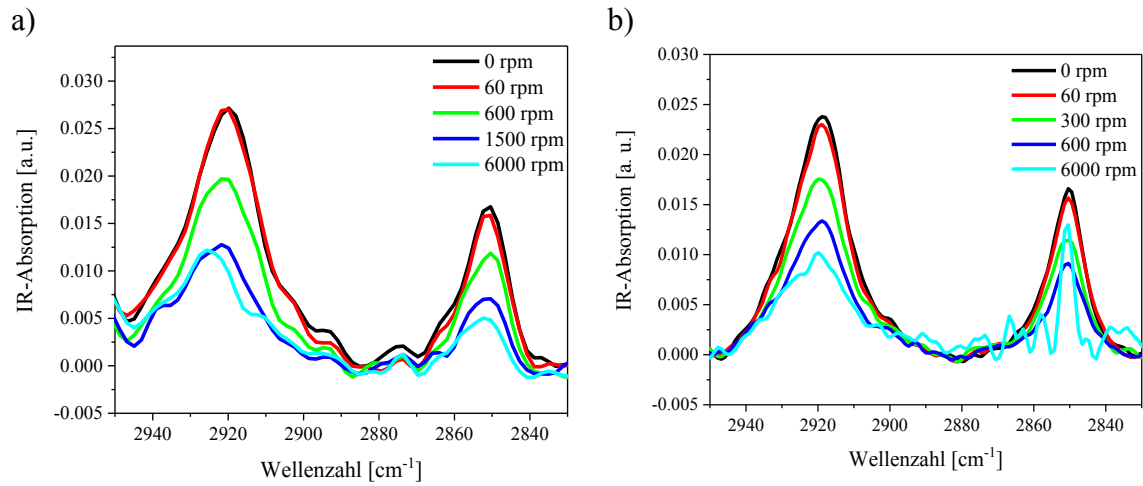 a)
IR-Absorption [a.u.]
0.030
0.025
0.020
0.015
0.010
0.005
0.000
-0.005
0 rpm
60 rpm
600 rpm
1500 rpm
6000 rpm
2940 2920 2900 2880 2860 2840
Wellenzahl [cm⁻¹]
b)
IR-Absorption [a. u.]
0.030
0.025
0.020
0.015
0.010
0.005
0.000
-0.005
0 rpm
60 rpm
300 rpm
600 rpm
6000 rpm
2940 2920 2900 2880 2860 2840
Wellenzahl [cm⁻¹]